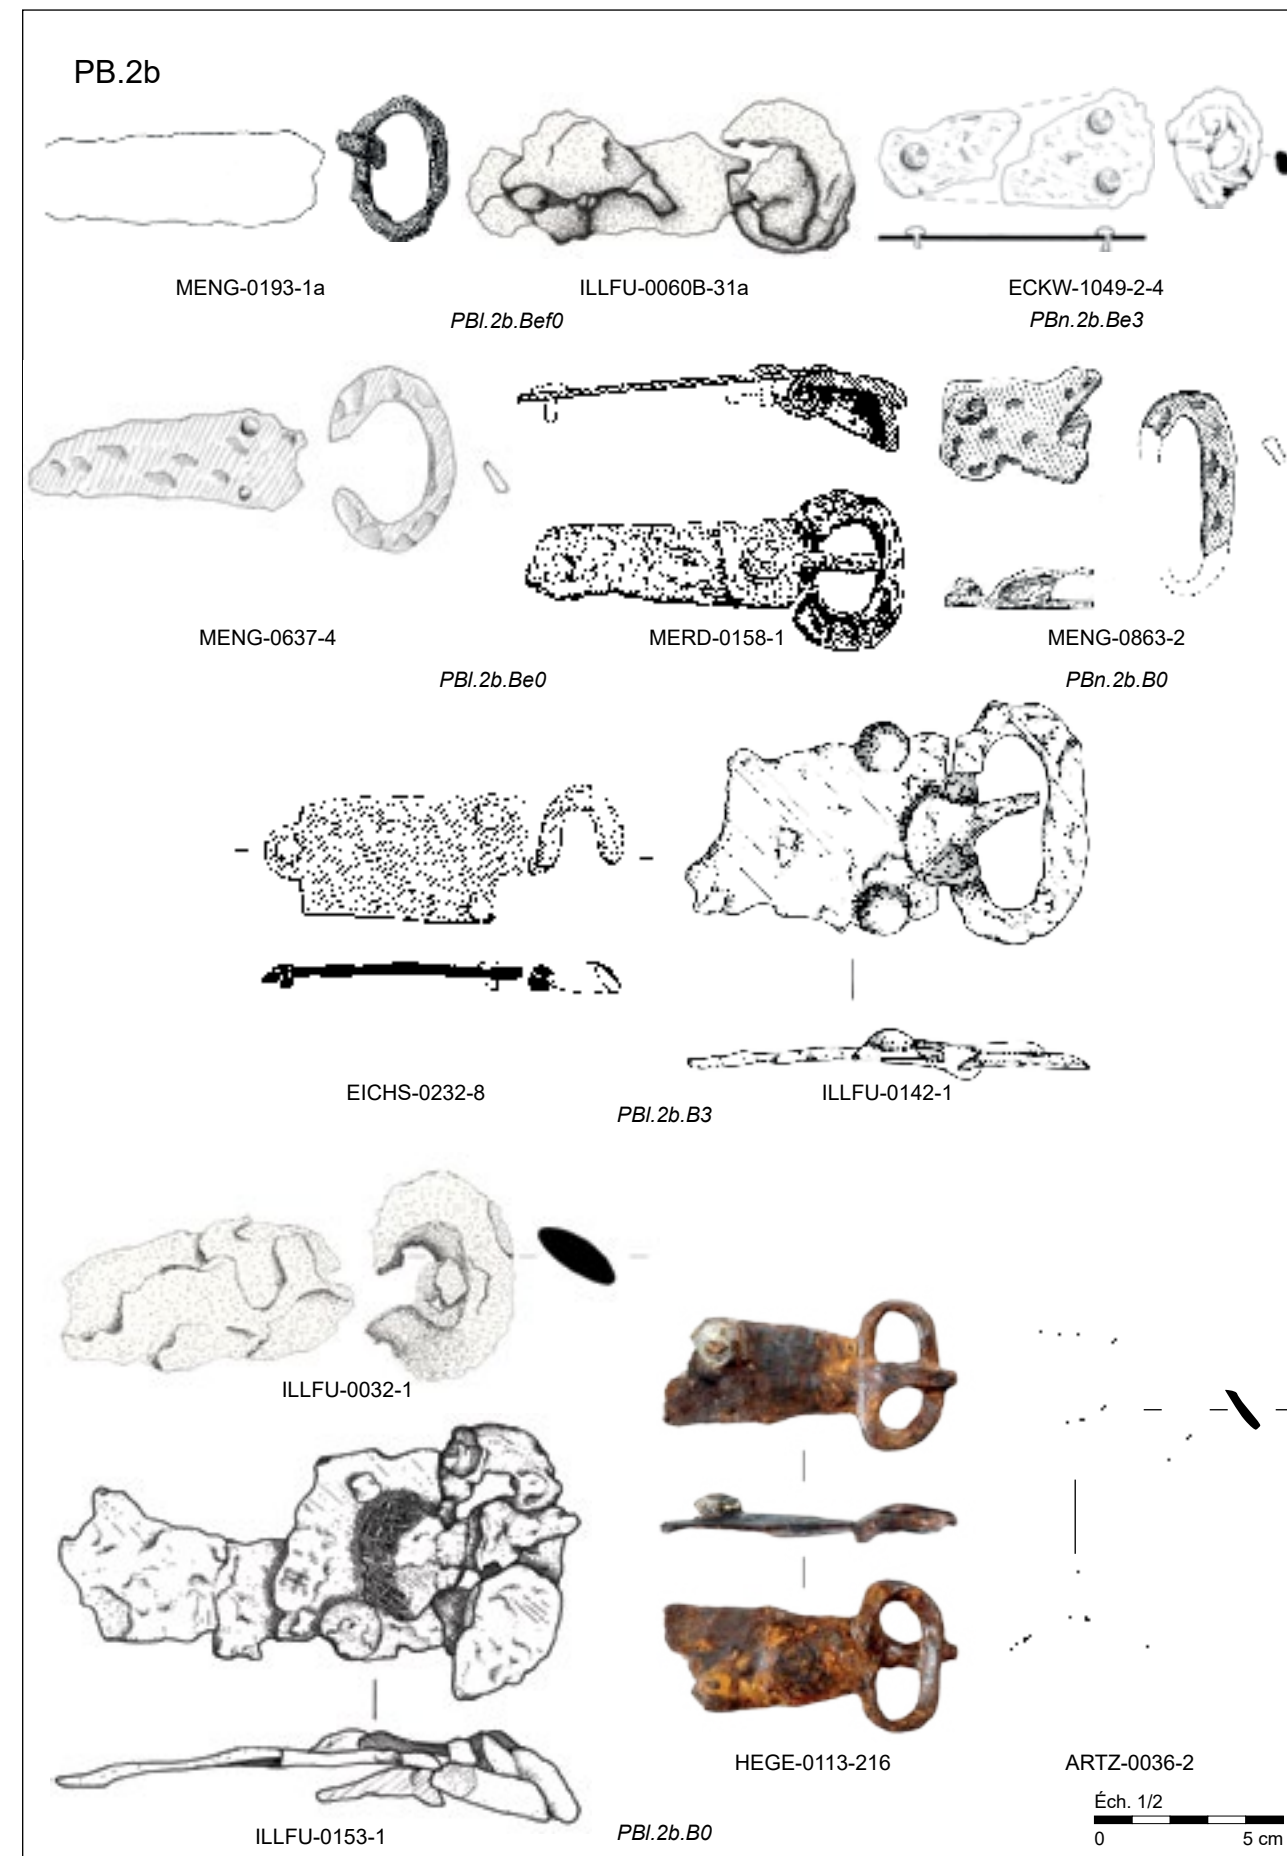 PB.2b
MENG-0193-1a
ILLFU-0060B-31a
ECKW-1049-2-4
PBl.2b.Bef0
PBn.2b.Be3
MENG-0637-4
MERD-0158-1
MENG-0863-2
PBl.2b.Be0
PBn.2b.B0
EICHS-0232-8
ILLFU-0142-1
PBl.2b.B3
ILLFU-0032-1
HEGE-0113-216
ARTZ-0036-2
Éch. 1/2
0 5 cm
ILLFU-0153-1
PBl.2b.B0